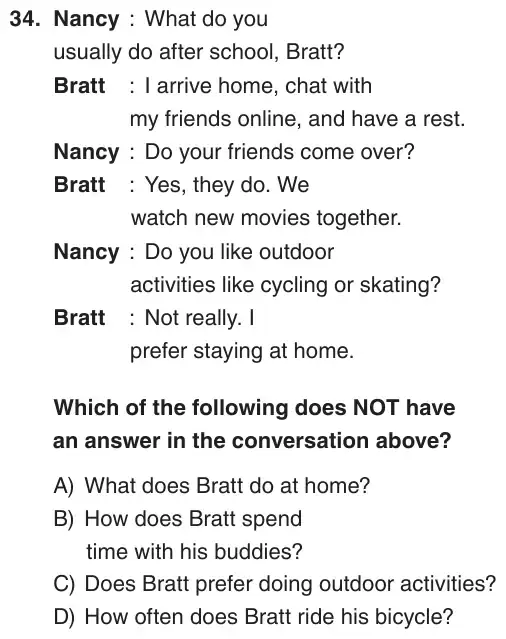 34. Nancy : What do you
usually do after school, Bratt?
Bratt : I arrive home, chat with
my friends online, and have a rest.
Nancy : Do your friends come over?
Bratt : Yes, they do. We
watch new movies together.
Nancy : Do you like outdoor
activities like cycling or skating?
Bratt : Not really. I
prefer staying at home.
Which of the following does NOT have
an answer in the conversation above?
A) What does Bratt do at home?
B) How does Bratt spend
time with his buddies?
C) Does Bratt prefer doing outdoor activities?
D) How often does Bratt ride his bicycle?